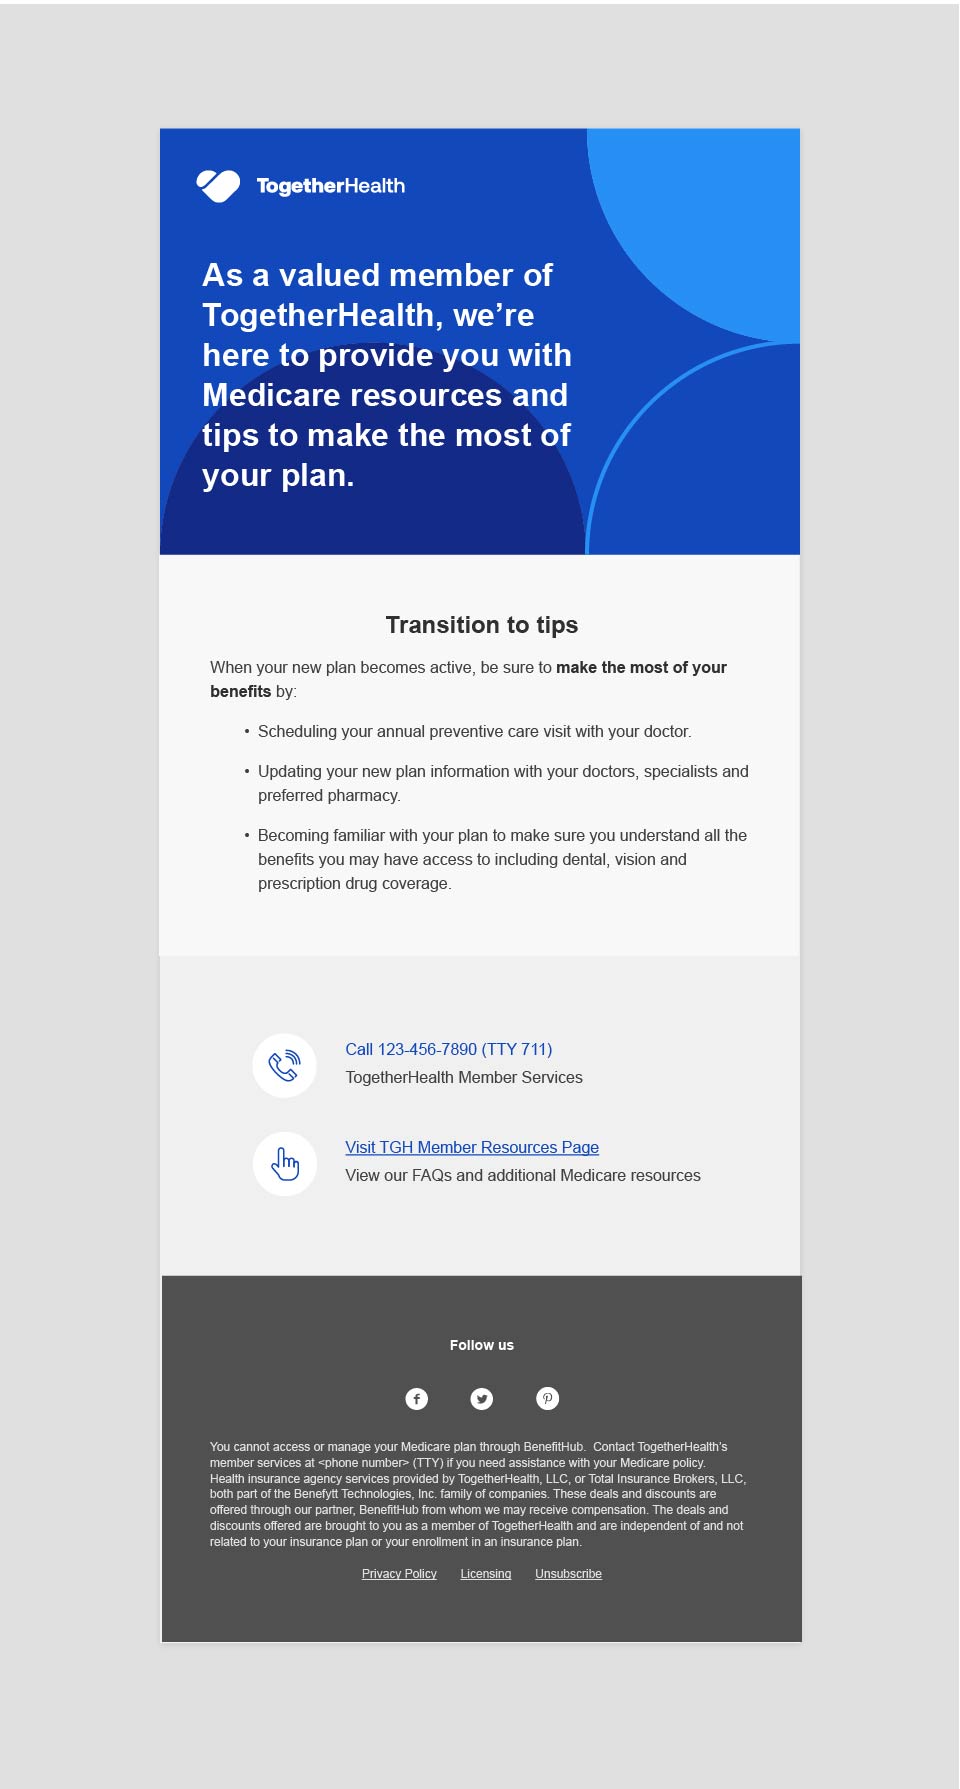 TogetherHealth
As a valued member of
TogetherHealth, we’re
here to provide you with
Medicare resources and
tips to make the most of
your plan.
Transition to tips
When your new plan becomes active, be sure to make the most of your
benefits by:
• Scheduling your annual preventive care visit with your doctor.
• Updating your new plan information with your doctors, specialists and
preferred pharmacy.
• Becoming familiar with your plan to make sure you understand all the
benefits you may have access to including dental, vision and
prescription drug coverage.
Call 123-456-7890 (TTY 711)
TogetherHealth Member Services
Visit TGH Member Resources Page
View our FAQs and additional Medicare resources
Follow us
You cannot access or manage your Medicare plan through BenefitHub.  Contact TogetherHealth’s
member services at <phone number> (TTY) if you need assistance with your Medicare policy.
Health insurance agency services provided by TogetherHealth, LLC, or Total Insurance Brokers, LLC,
both part of the Benefytt Technologies, Inc. family of companies. These deals and discounts are
offered through our partner, BenefitHub from whom we may receive compensation. The deals and
discounts offered are brought to you as a member of TogetherHealth and are independent of and not
related to your insurance plan or your enrollment in an insurance plan.
Privacy Policy Licensing Unsubscribe